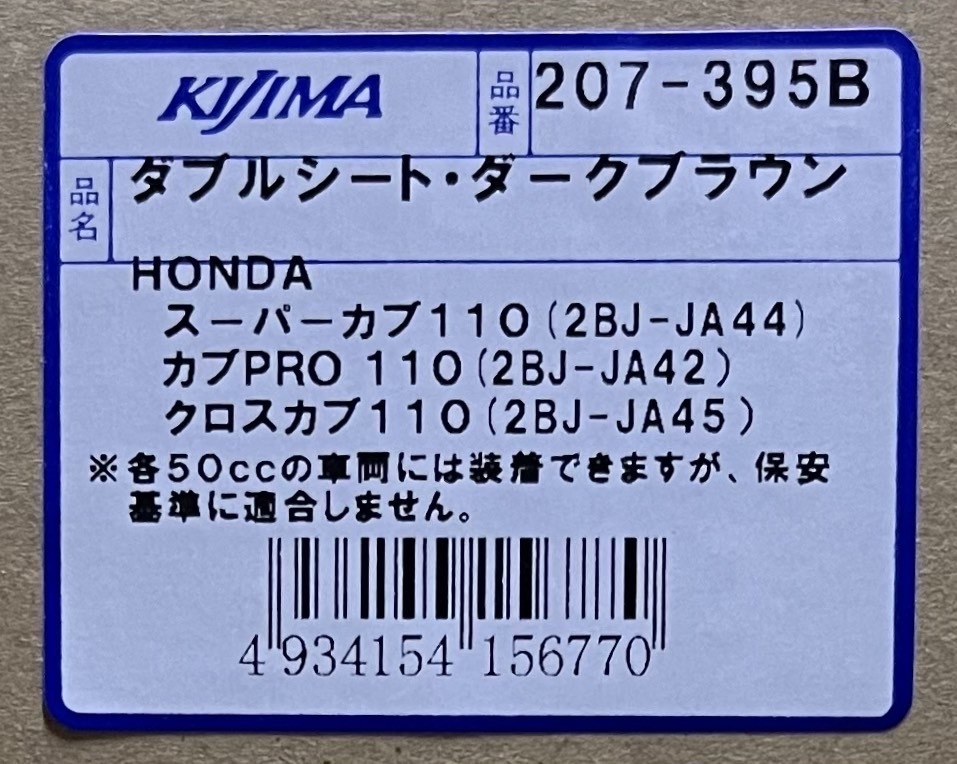 KIJIMA
品番
207-395B
品名
ダブルシート・ダークブラウン
HONDA
スーパーカブ110(2BJ-JA44)
カブPRO 110(2BJ-JA42)
クロスカブ110(2BJ-JA45)
※各50ccの車両には装着できますが、保安
基準に適合しません。
4 934154 156770